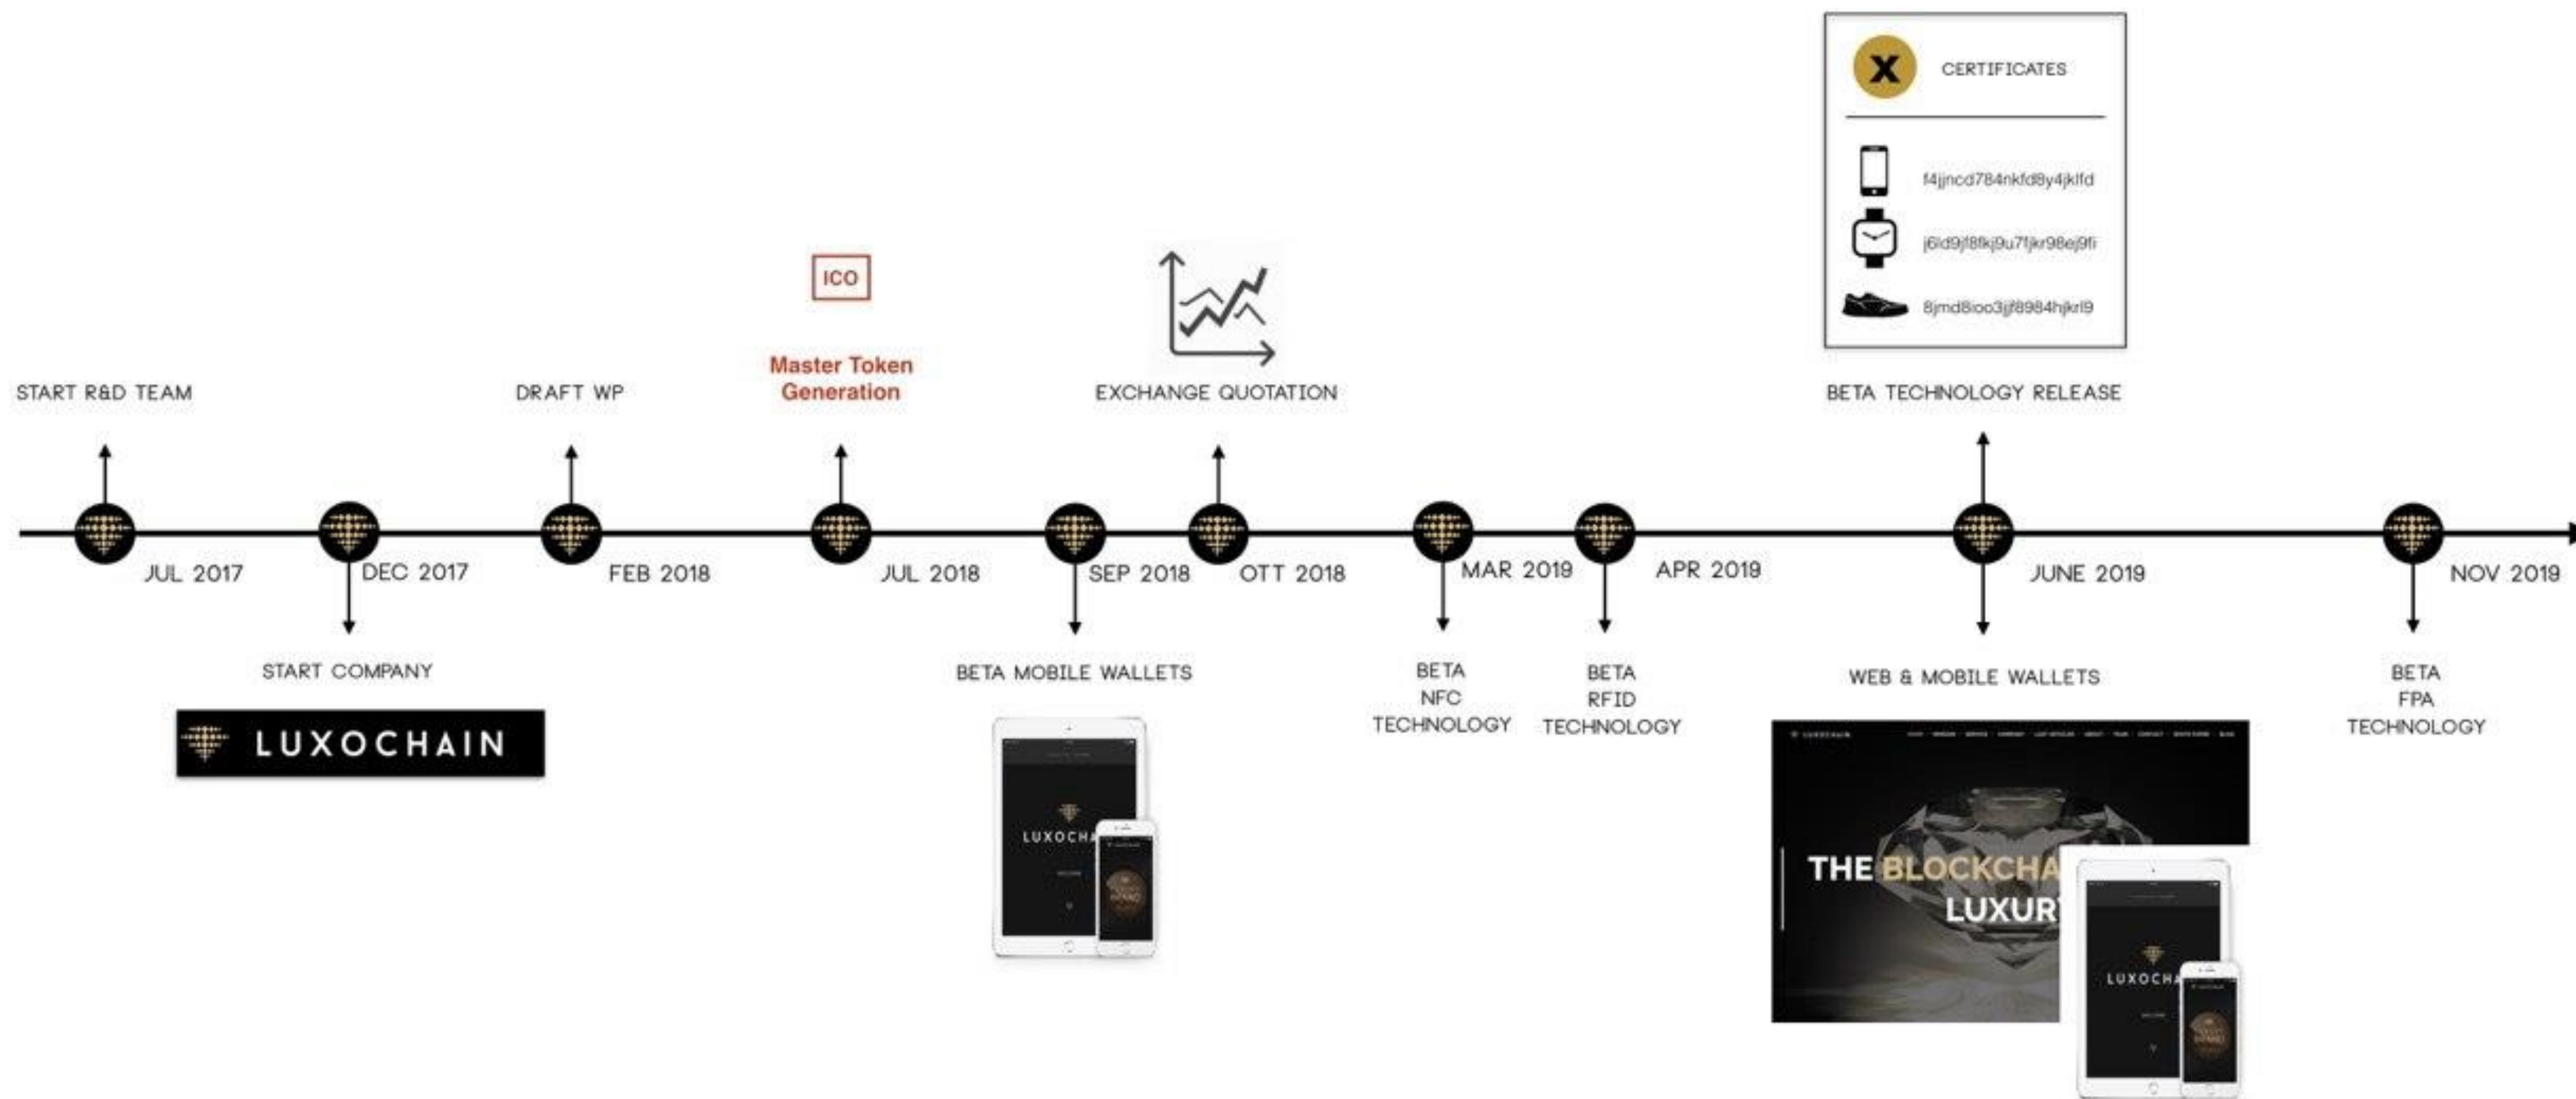 X CERTIFICATES
f4jjncd784nkfd8y4jklfd
j6ld9jf8fkj9u7fjkr98ej9fi
8jmd8ioo3jjf8984hjkrl9
ICO
Master Token
Generation
START R&D TEAM
DRAFT WP
EXCHANGE QUOTATION
BETA TECHNOLOGY RELEASE
JUL 2017
DEC 2017
FEB 2018
JUL 2018
SEP 2018
OTT 2018
MAR 2019
APR 2019
JUNE 2019
NOV 2019
START COMPANY
LUXOCHAIN
BETA MOBILE WALLETS
LUXOCHA
BETA
NFC
TECHNOLOGY
BETA
RFID
TECHNOLOGY
WEB & MOBILE WALLETS
LUXOCHAIN
THE BLOCKCHA
LUXUR
LUXOCHA
BETA
FPA
TECHNOLOGY